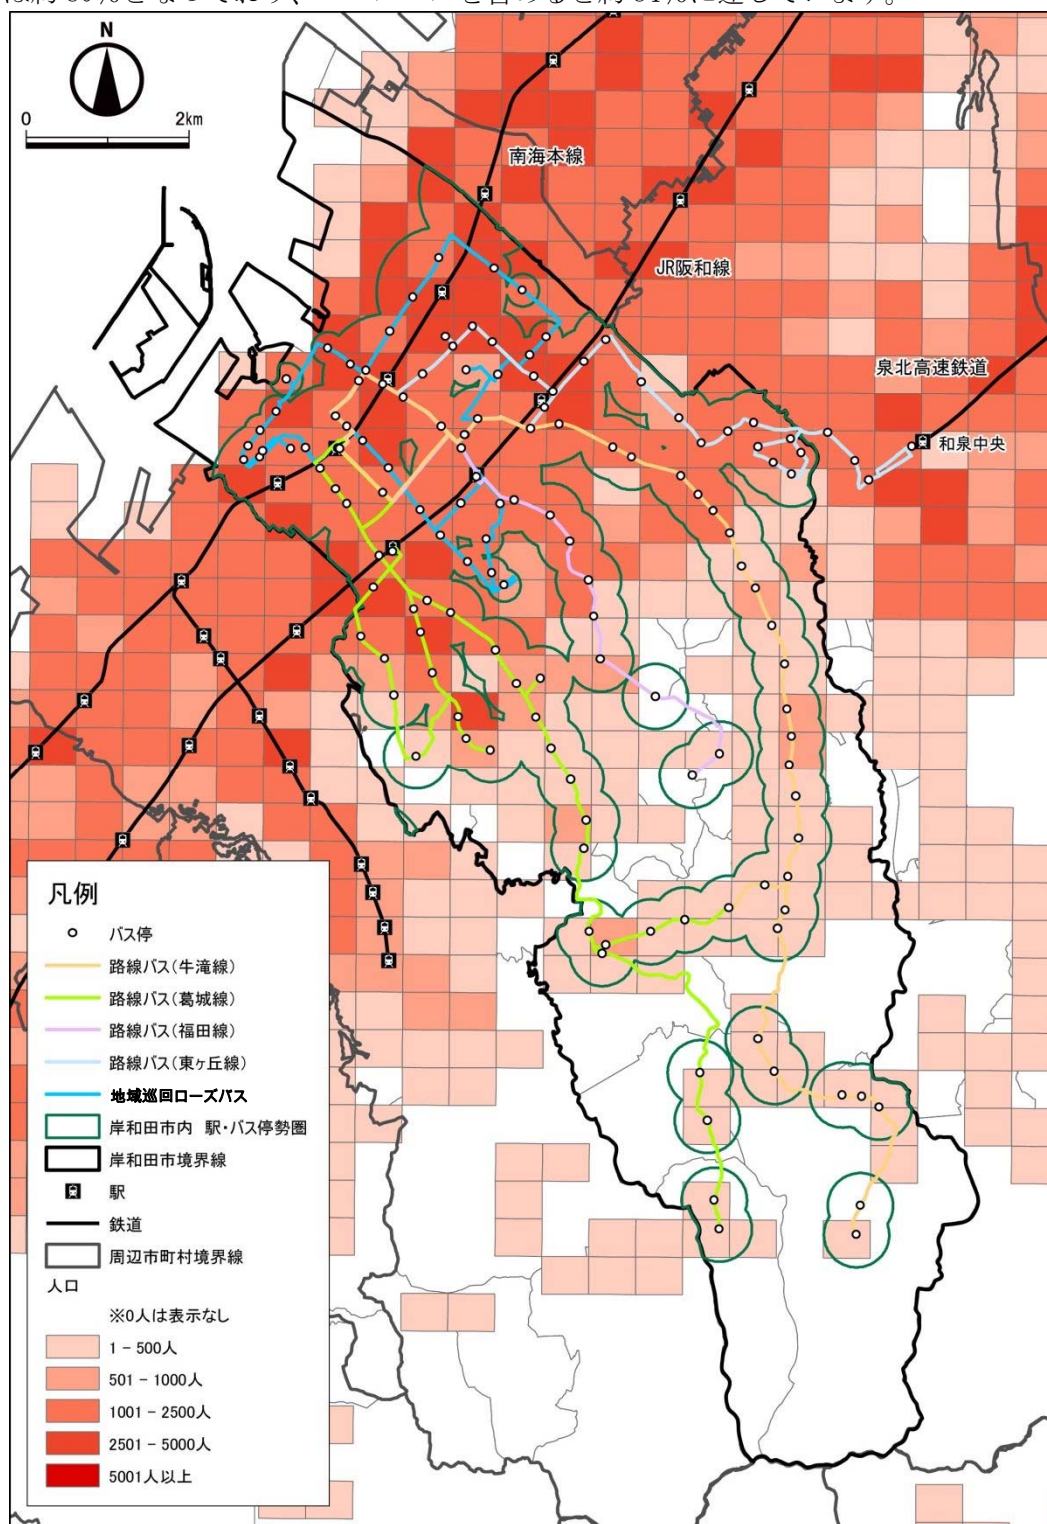 N
0 2km
南海本線
JR阪和線
泉北高速鉄道
和泉中央
凡例
バス停
路線バス(牛滝線)
路線バス(葛城線)
路線バス(福田線)
路線バス(東ヶ丘線)
地域巡回ローズバス
岸和田市内 駅・バス停勢圏
岸和田市境界線
駅
鉄道
周辺市町村境界線
人口
※0人は表示なし
1 - 500人
501 - 1000人
1001 - 2500人
2501 - 5000人
5001人以上